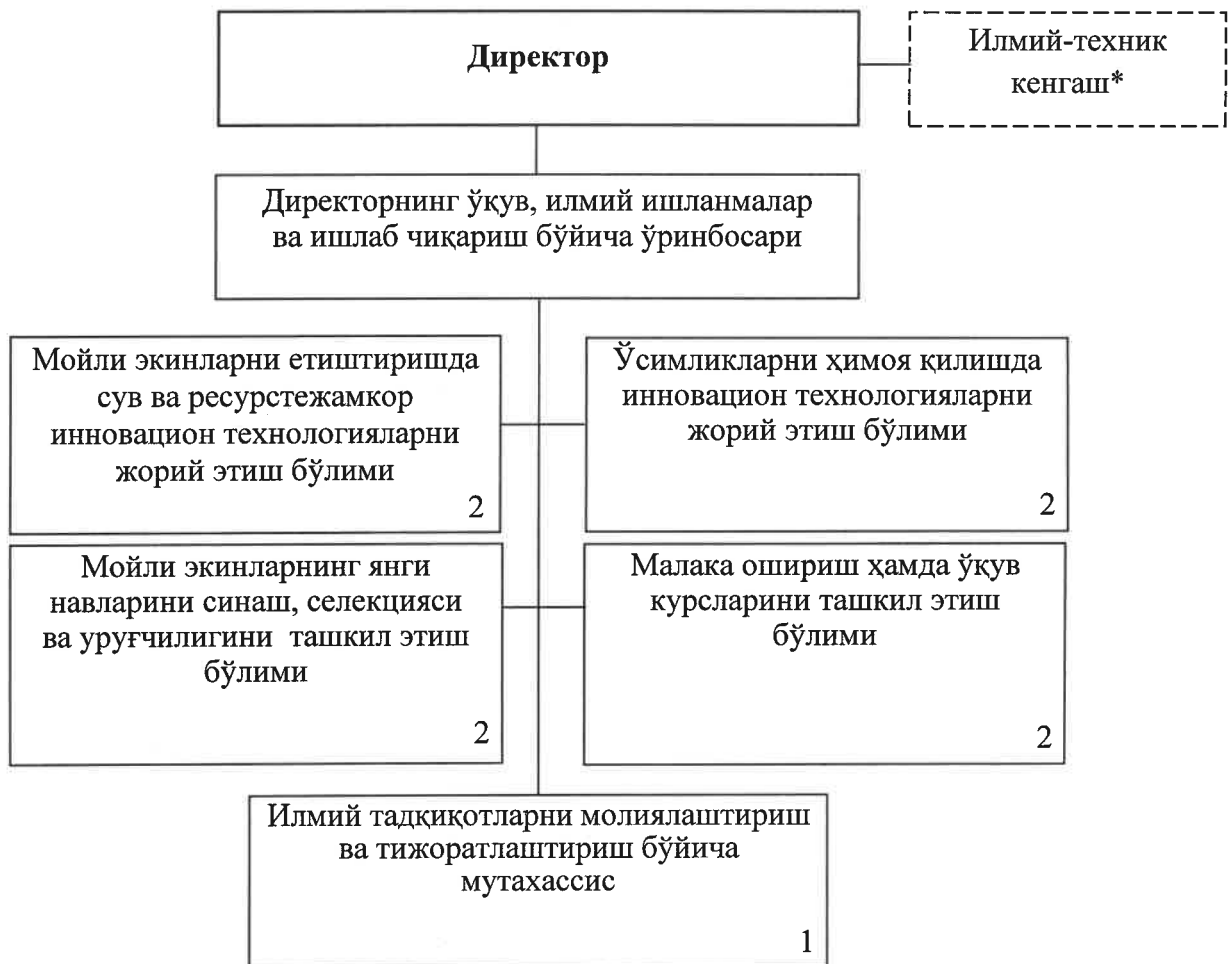 Директор
Илмий-техник
кенгаш*
Директорнинг ўқув, илмий ишланмалар
ва ишлаб чиқариш бўйича ўринбосари
Мойли экинларни етиштиришда
сув ва ресурстежамкор
инновацион технологияларни
жорий этиш бўлими
2
Ўсимликларни ҳимоя қилишда
инновацион технологияларни
жорий этиш бўлими
2
Мойли экинларнинг янги
навларини синаш, селекцияси
ва уруғчилигини ташкил этиш
бўлими
2
Малака ошириш ҳамда ўқув
курсларини ташкил этиш
бўлими
2
Илмий тадқиқотларни молиялаштириш
ва тижоратлаштириш бўйича
мутахассис
1